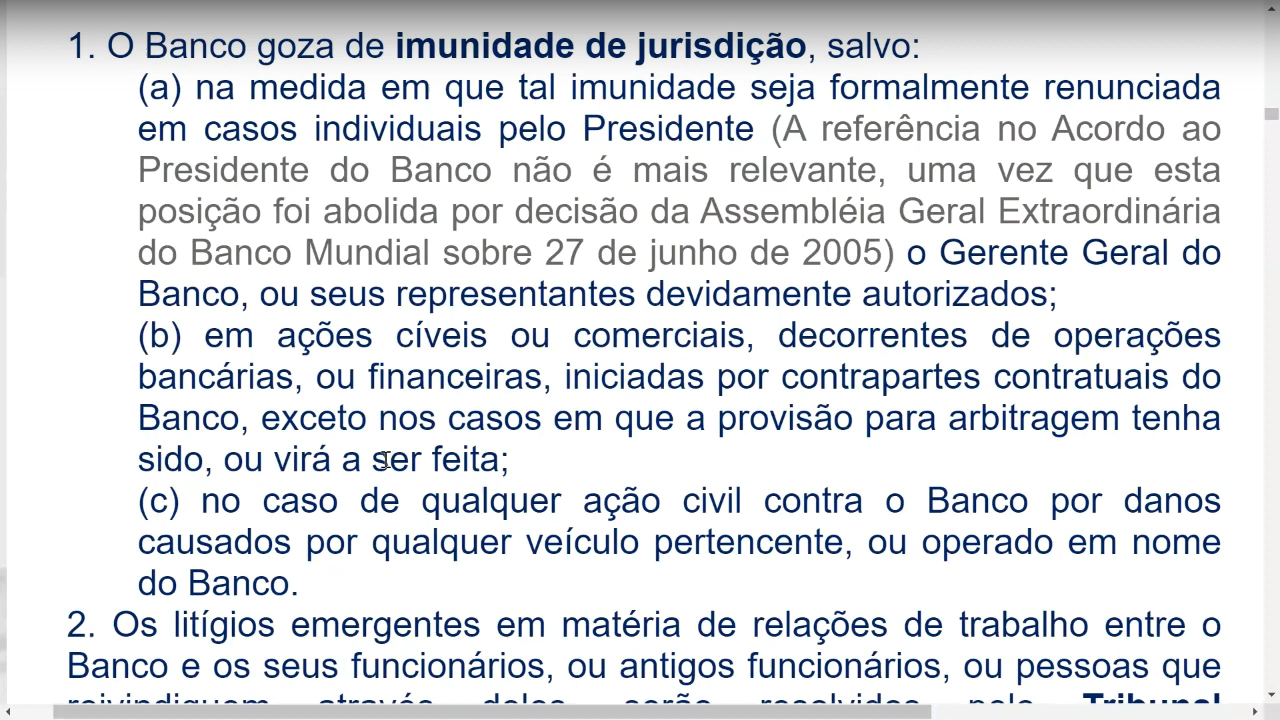 1. O Banco goza de imunidade de jurisdição, salvo:
(a) na medida em que tal imunidade seja formalmente renunciada
em casos individuais pelo Presidente (A referência no Acordo ao
Presidente do Banco não é mais relevante, uma vez que esta
posição foi abolida por decisão da Assembléia Geral Extraordinária
do Banco Mundial sobre 27 de junho de 2005) o Gerente Geral do
Banco, ou seus representantes devidamente autorizados;
(b) em ações cíveis ou comerciais, decorrentes de operações
bancárias, ou financeiras, iniciadas por contrapartes contratuais do
Banco, exceto nos casos em que a provisão para arbitragem tenha
sido, ou virá a ser feita;
(c) no caso de qualquer ação civil contra o Banco por danos
causados por qualquer veículo pertencente, ou operado em nome
do Banco.
2. Os litígios emergentes em matéria de relações de trabalho entre o
Banco e os seus funcionários, ou antigos funcionários, ou pessoas que
reivindiquem através deles, serão resolvidos pelo Tribunal